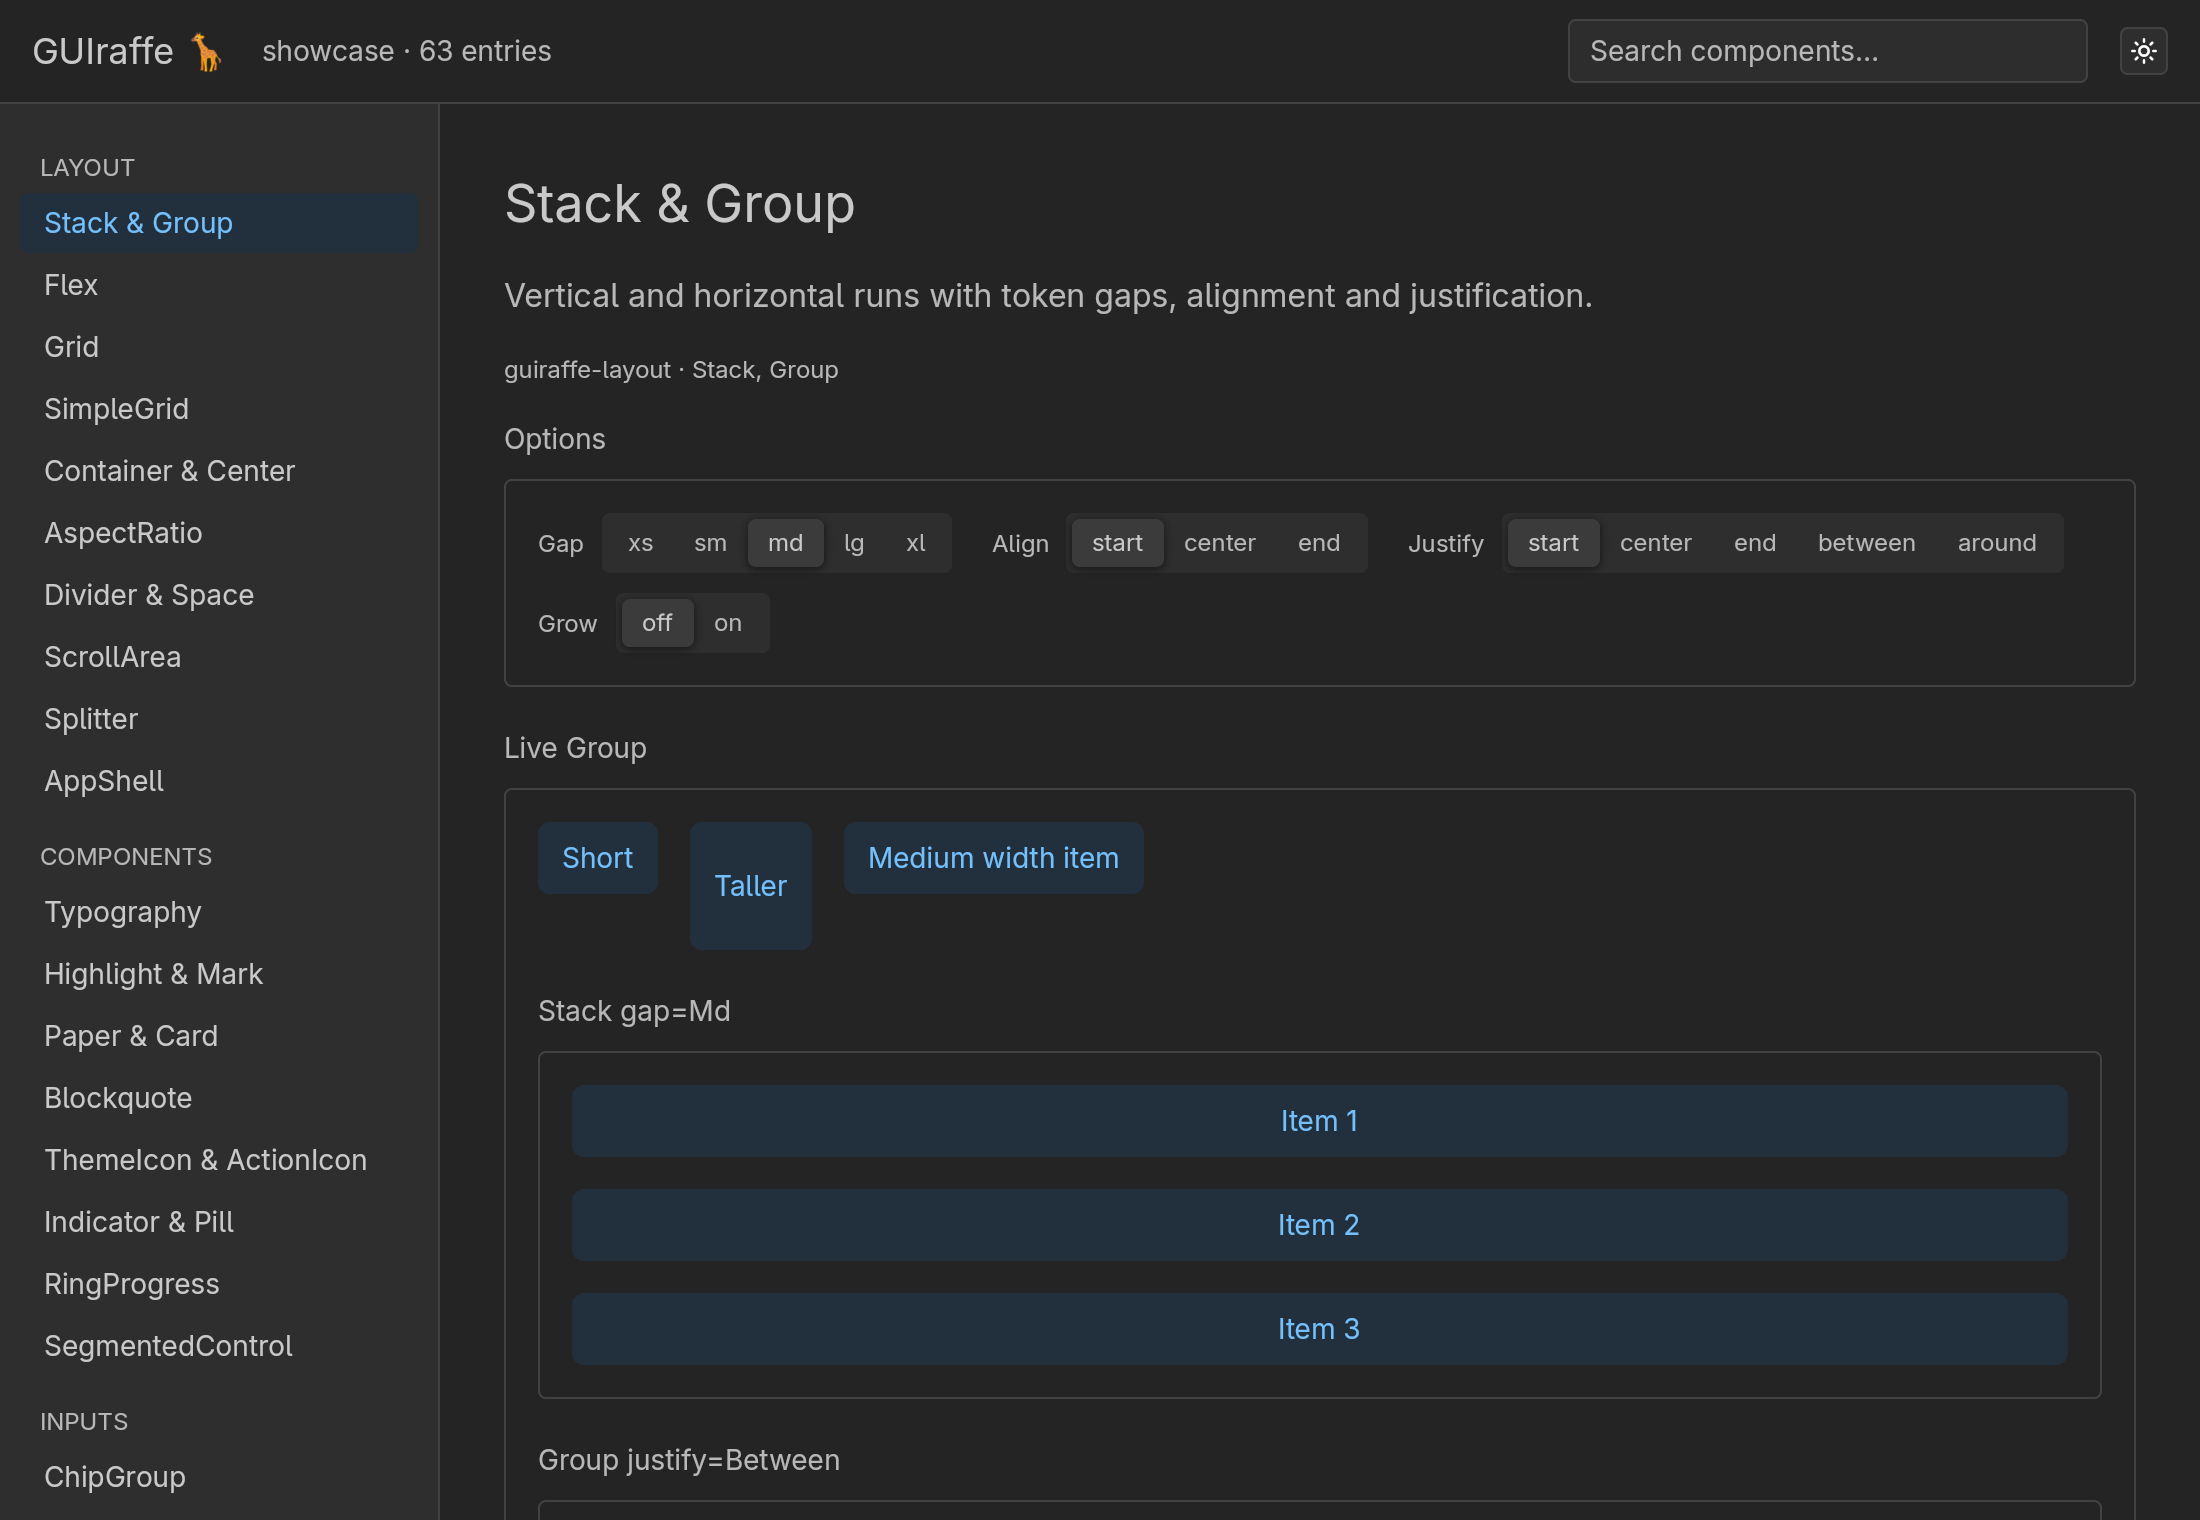 GUIraffe 🦒 showcase · 63 entries
Search components...
LAYOUT
Stack & Group
Flex
Grid
SimpleGrid
Container & Center
AspectRatio
Divider & Space
ScrollArea
Splitter
AppShell
COMPONENTS
Typography
Highlight & Mark
Paper & Card
Blockquote
ThemeIcon & ActionIcon
Indicator & Pill
RingProgress
SegmentedControl
INPUTS
ChipGroup
Stack & Group
Vertical and horizontal runs with token gaps, alignment and justification.
guiraffe-layout · Stack, Group
Options
Gap xs sm md lg xl Align start center end Justify start center end between around
Grow off on
Live Group
Short
Taller
Medium width item
Stack gap=Md
Item 1
Item 2
Item 3
Group justify=Between